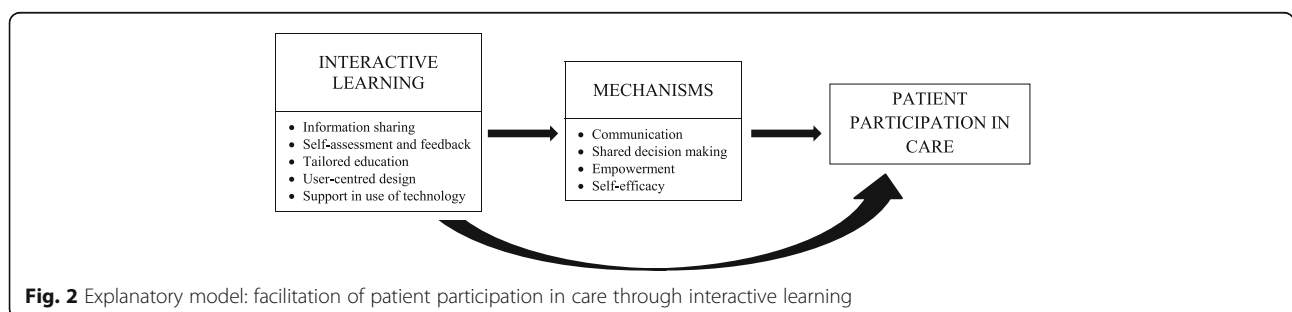 INTERACTIVE
LEARNING
• Information sharing
• Self-assessment and feedback
• Tailored education
• User-centred design
• Support in use of technology
MECHANISMS
• Communication
• Shared decision making
• Empowerment
• Self-efficacy
PATIENT
PARTICIPATION IN
CARE
Fig. 2 Explanatory model: facilitation of patient participation in care through interactive learning